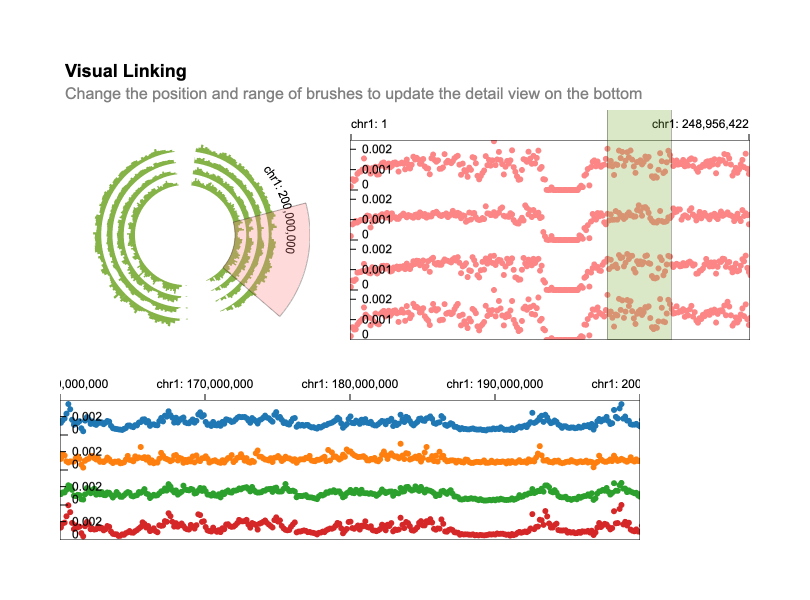 Visual Linking
Change the position and range of brushes to update the detail view on the bottom
chr1: 200,000,000
chr1: 1
chr1: 248,956,422
0.002
0.001
0
0.002
0.001
0
0.002
0.001
0
0.002
0.001
0
0,000,000
chr1: 170,000,000
chr1: 180,000,000
chr1: 190,000,000
chr1: 200
0.002
0
0.002
0
0.002
0
0.002
0